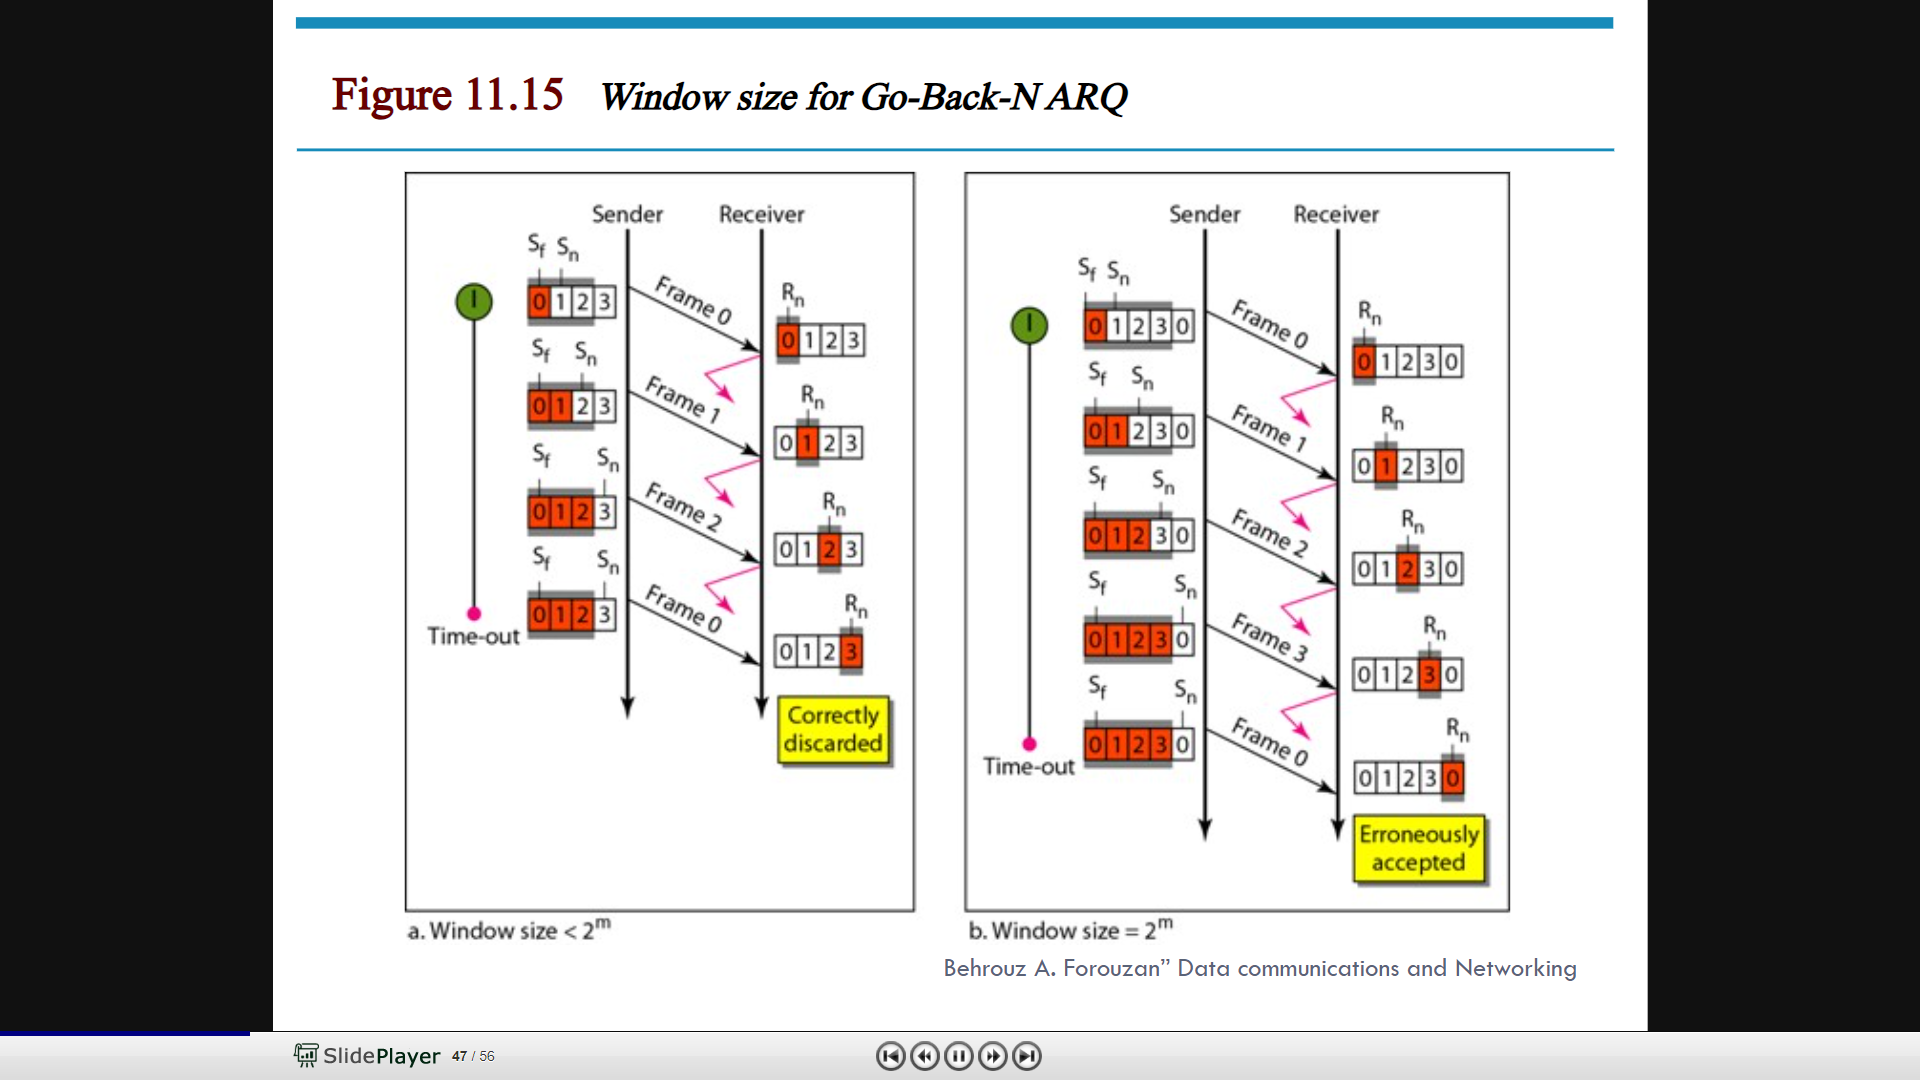 Figure 11.15 Window size for Go-Back-N ARQ
Sender Receiver
Sf Sn
0 1 2 3
Frame 0
Rn
0 1 2 3
Sf Sn
0 1 2 3
Frame 1
Rn
0 1 2 3
Sf Sn
0 1 2 3
Frame 2
Rn
0 1 2 3
Sf Sn
0 1 2 3
Frame 0
Rn
0 1 2 3
Time-out
Correctly
discarded
a. Window size < 2^m
Sender Receiver
Sf Sn
0 1 2 3 0
Frame 0
Rn
0 1 2 3 0
Sf Sn
0 1 2 3 0
Frame 1
Rn
0 1 2 3 0
Sf Sn
0 1 2 3 0
Frame 2
Rn
0 1 2 3 0
Sf Sn
0 1 2 3 0
Frame 3
Rn
0 1 2 3 0
Sf Sn
0 1 2 3 0
Frame 0
Rn
0 1 2 3 0
Time-out
Erroneously
accepted
b. Window size = 2^m
Behrouz A. Forouzan” Data communications and Networking
SlidePlayer 47 / 56